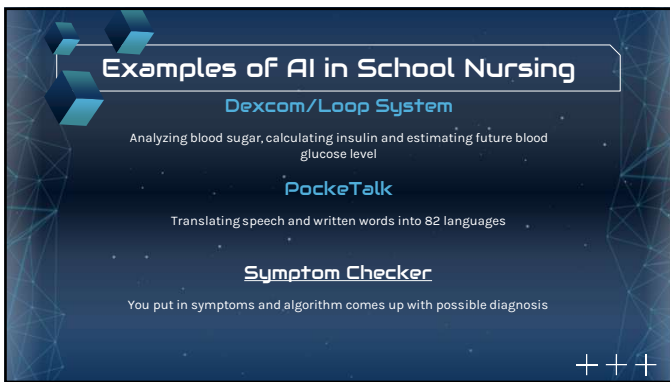 Examples of AI in School Nursing
Dexcom/Loop System
Analyzing blood sugar, calculating insulin and estimating future blood
glucose level
PockeTalk
Translating speech and written words into 82 languages
Symptom Checker
You put in symptoms and algorithm comes up with possible diagnosis